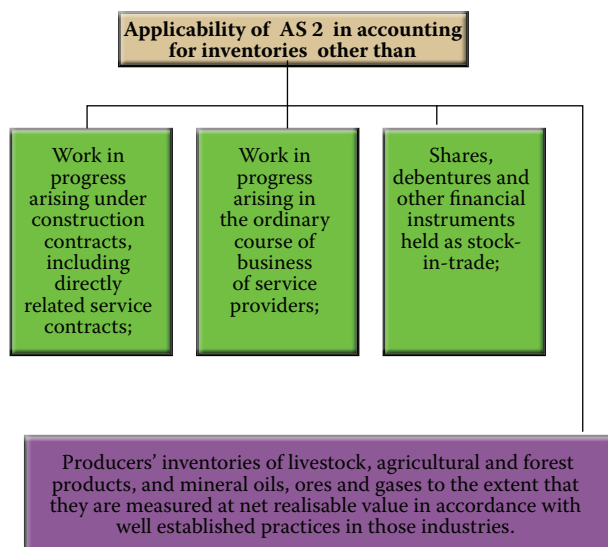 Applicability of AS 2 in accounting
for inventories other than
Work in
progress
arising under
construction
contracts,
including
directly
related service
contracts;
Work in
progress
arising in
the ordinary
course of
business
of service
providers;
Shares,
debentures and
other financial
instruments
held as stock-
in-trade;
Producers’ inventories of livestock, agricultural and forest
products, and mineral oils, ores and gases to the extent that
they are measured at net realisable value in accordance with
well established practices in those industries.